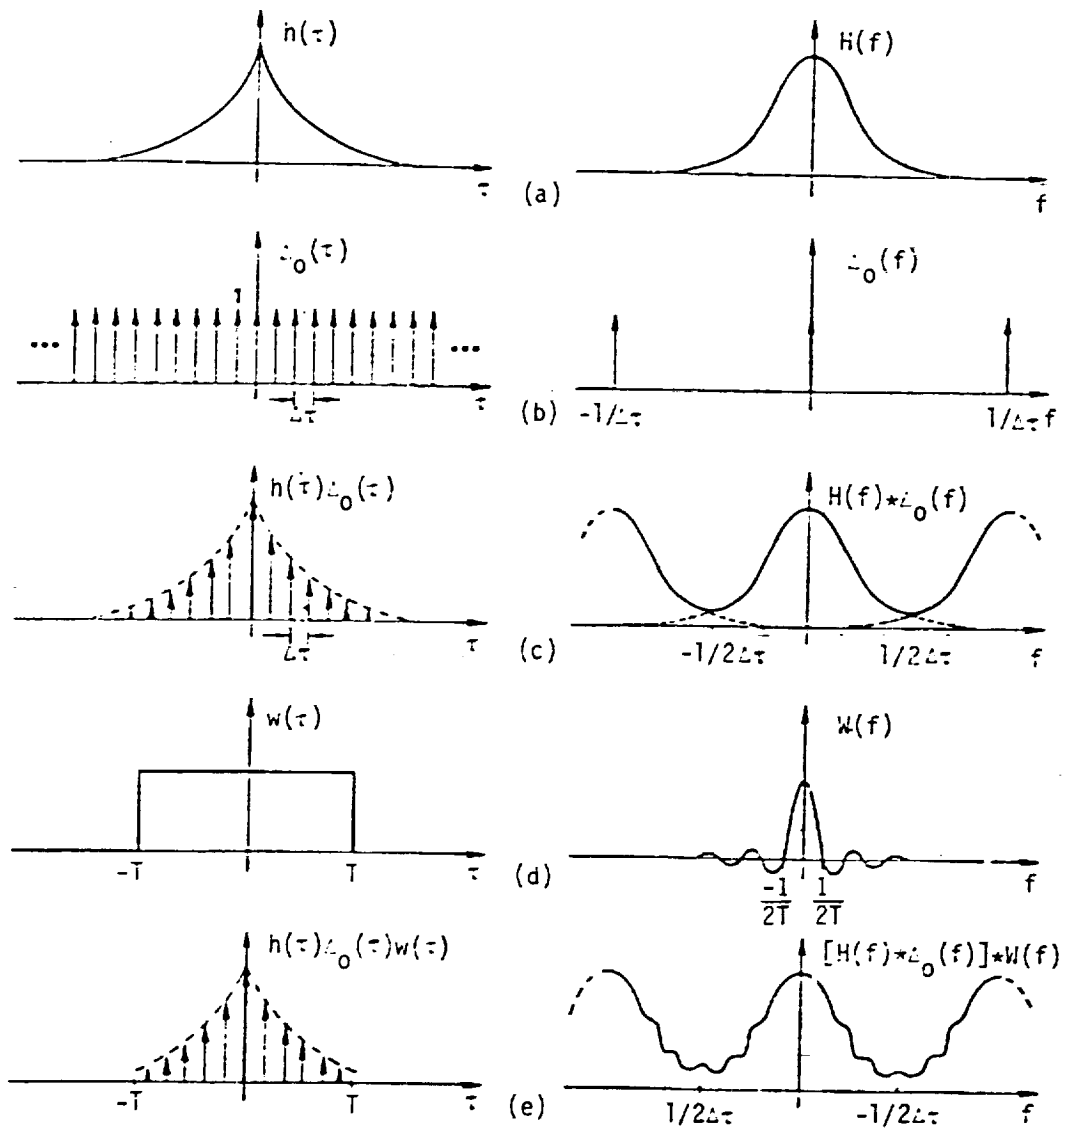 h(τ)
H(f)
τ
(a)
f
Δ₀(τ)
Δ₀(f)
1
... ...
Δτ
τ
(b)
-1/Δτ
1/Δτ f
h(τ)Δ₀(τ)
H(f)*Δ₀(f)
Δτ
τ
(c)
-1/2Δτ
1/2Δτ
f
w(τ)
W(f)
-T
T
τ
(d)
-1/2T
1/2T
f
h(τ)Δ₀(τ)w(τ)
[H(f)*Δ₀(f)]*W(f)
-T
T
τ
(e)
1/2Δτ
-1/2Δτ
f